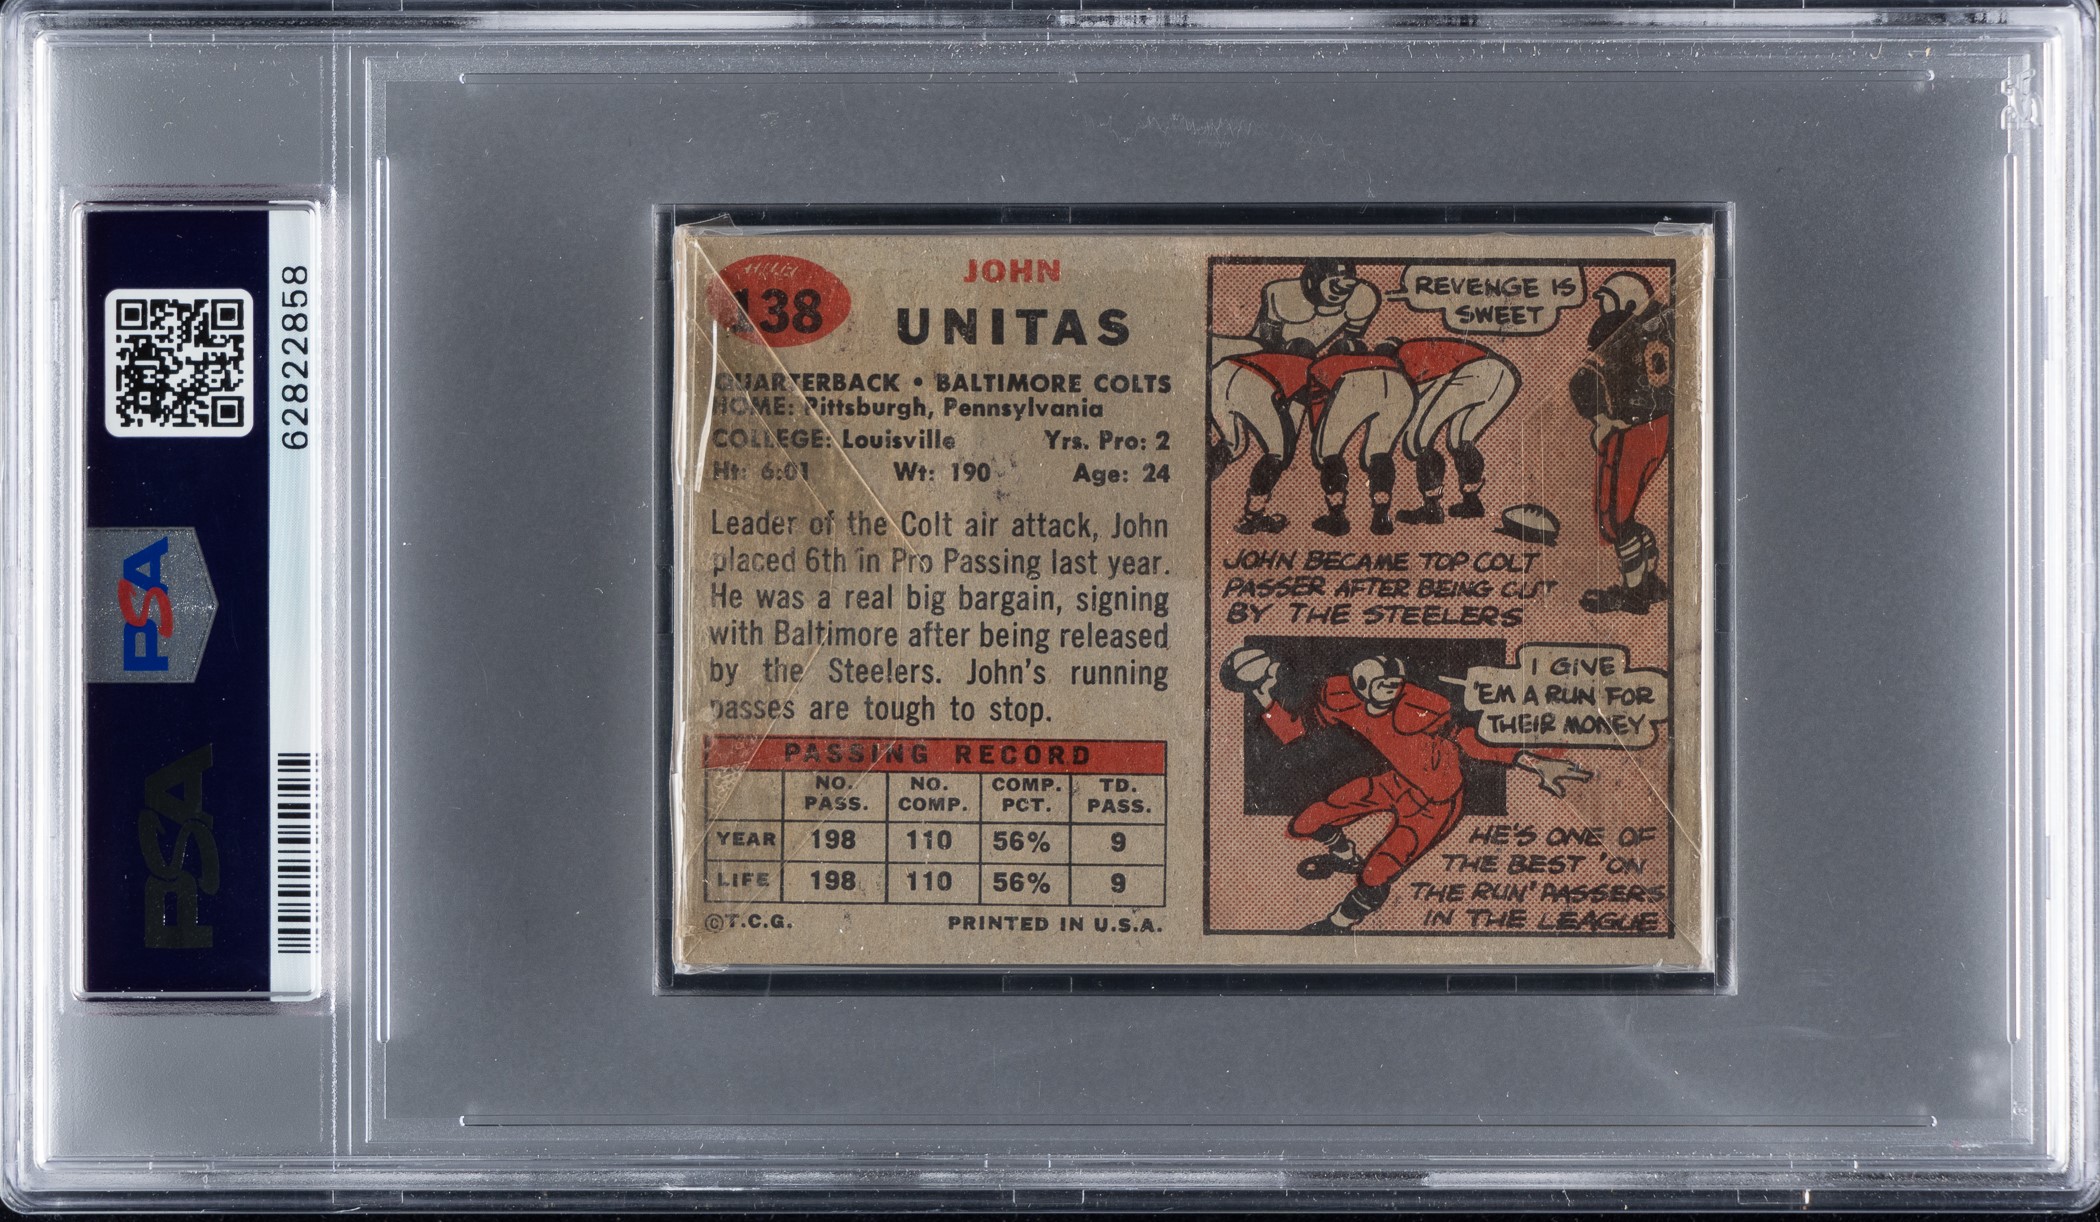 62822858
PSA
PSA
138
JOHN
UNITAS
QUARTERBACK • BALTIMORE COLTS
HOME: Pittsburgh, Pennsylvania
COLLEGE: Louisville Yrs. Pro: 2
Ht: 6:01 Wt: 190 Age: 24
Leader of the Colt air attack, John
placed 6th in Pro Passing last year.
He was a real big bargain, signing
with Baltimore after being released
by the Steelers. John's running
passes are tough to stop.
PASSING RECORD
NO. PASS. NO. COMP. COMP. PCT. TD. PASS.
YEAR 198 110 56% 9
LIFE 198 110 56% 9
©T.C.G. PRINTED IN U.S.A.
REVENGE IS
SWEET
JOHN BECAME TOP COLT
PASSER AFTER BEING CUT
BY THE STEELERS
I GIVE
'EM A RUN FOR
THEIR MONEY
HE'S ONE OF
THE BEST 'ON
THE RUN' PASSERS
IN THE LEAGUE